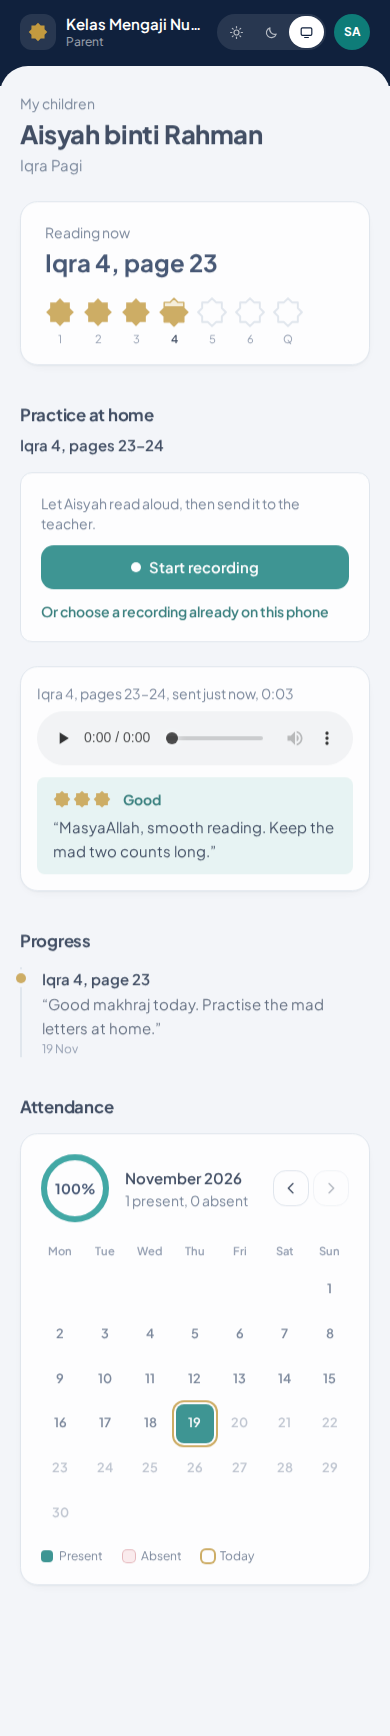 Kelas Mengaji Nu...
Parent
SA
My children
Aisyah binti Rahman
Iqra Pagi
Reading now
Iqra 4, page 23
1 2 3 4 5 6 Q
Practice at home
Iqra 4, pages 23–24
Let Aisyah read aloud, then send it to the
teacher.
Start recording
Or choose a recording already on this phone
Iqra 4, pages 23–24, sent just now, 0:03
0:00 / 0:00
Good
“MasyaAllah, smooth reading. Keep the
mad two counts long.”
Progress
Iqra 4, page 23
“Good makhraj today. Practise the mad
letters at home.”
19 Nov
Attendance
100%
November 2026
1 present, 0 absent
Mon Tue Wed Thu Fri Sat Sun
1
2 3 4 5 6 7 8
9 10 11 12 13 14 15
16 17 18 19 20 21 22
23 24 25 26 27 28 29
30
Present Absent Today